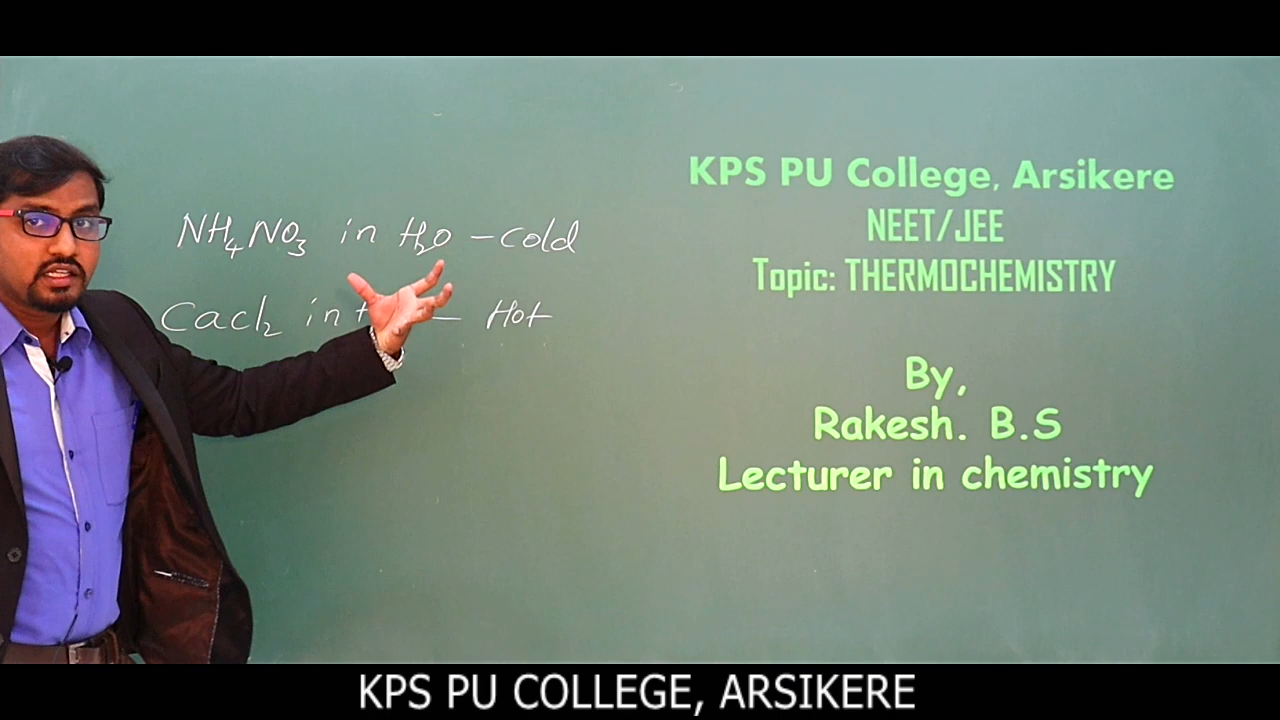 NH₄NO₃ in H₂O - cold
CaCl₂ in — Hot
KPS PU College, Arsikere
NEET/JEE
Topic: THERMOCHEMISTRY
By,
Rakesh. B.S
Lecturer in chemistry
KPS PU COLLEGE, ARSIKERE